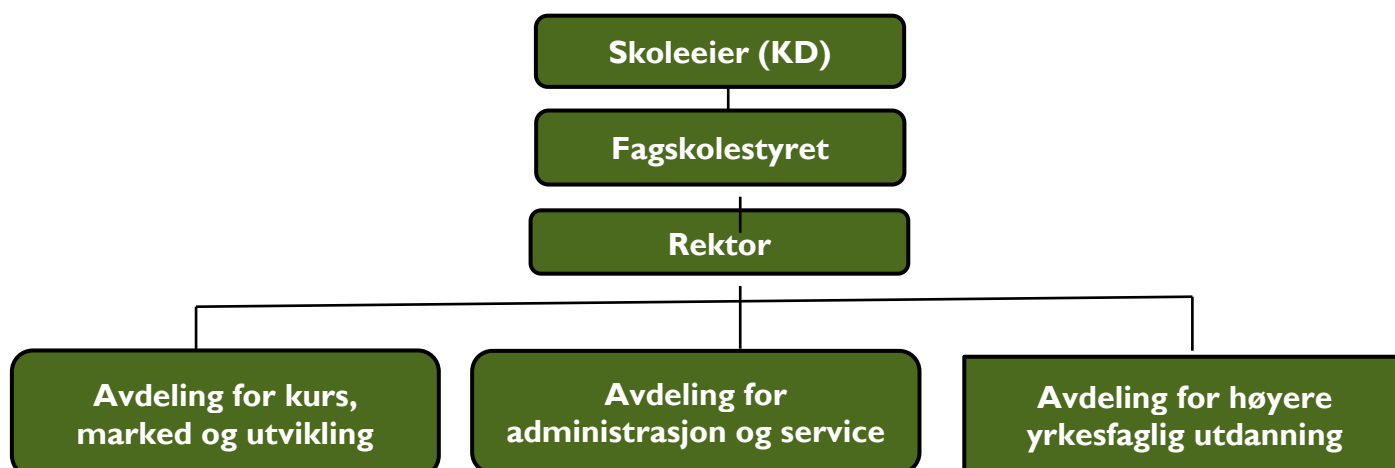 Skoleeier (KD)
Fagskolestyret
Rektor
Avdeling for kurs,
marked og utvikling
Avdeling for
administrasjon og service
Avdeling for høyere
yrkesfaglig utdanning